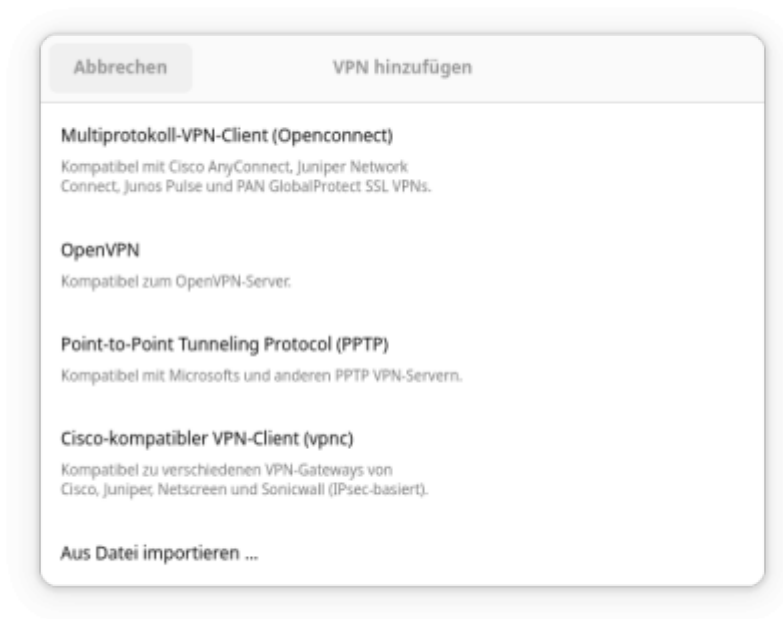 Abbrechen
VPN hinzufügen
Multiprotokoll-VPN-Client (Openconnect)
Kompatibel mit Cisco AnyConnect, Juniper Network
Connect, Junos Pulse und PAN GlobalProtect SSL VPNs.
OpenVPN
Kompatibel zum OpenVPN-Server.
Point-to-Point Tunneling Protocol (PPTP)
Kompatibel mit Microsofts und anderen PPTP VPN-Servern.
Cisco-kompatibler VPN-Client (vpnc)
Kompatibel zu verschiedenen VPN-Gateways von
Cisco, Juniper, Netscreen und Sonicwall (IPsec-basiert).
Aus Datei importieren …